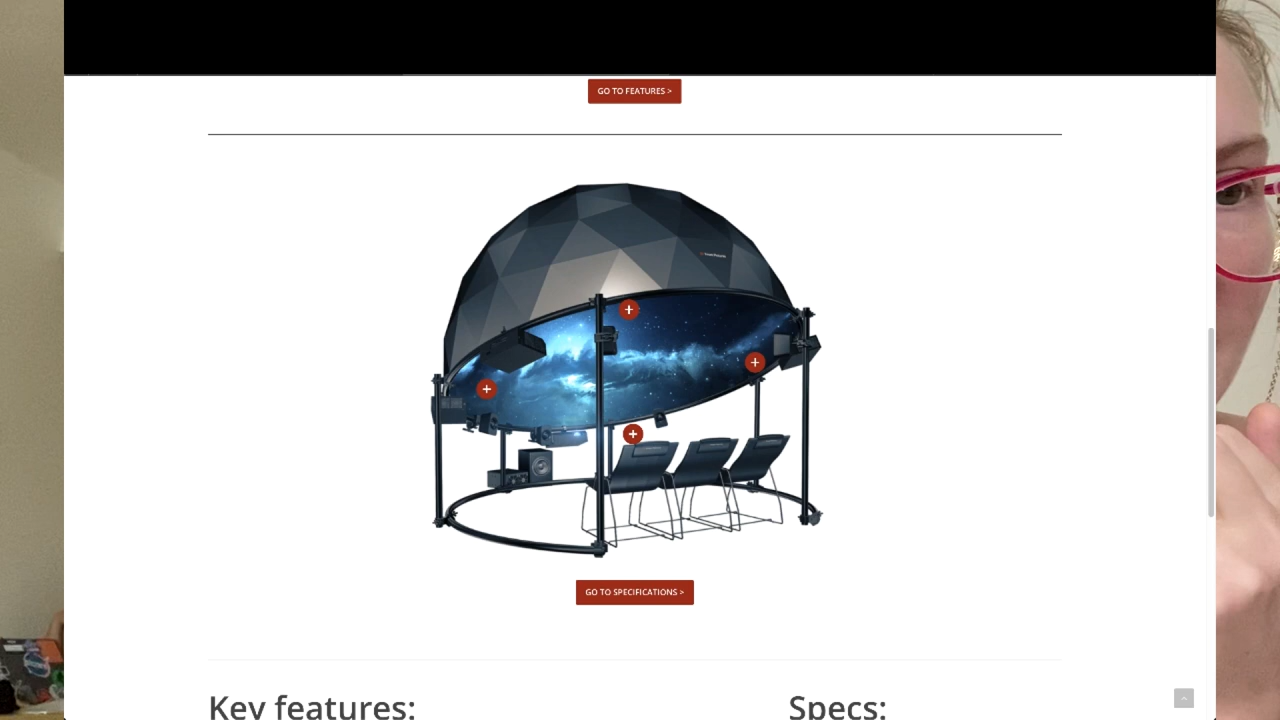 GO TO FEATURES >
GO TO SPECIFICATIONS >
Key features:
Specs: